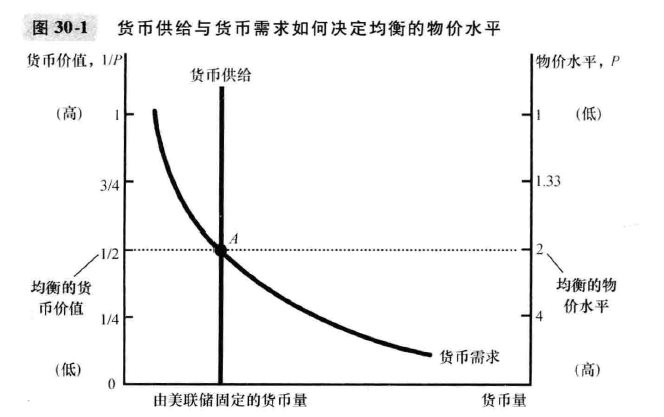 图 30-1 货币供给与货币需求如何决定均衡的物价水平
货币价值，1/P
物价水平，P
货币供给
(高)
1
1
(低)
3/4
1.33
A
1/2
2
均衡的货
币价值
均衡的物
价水平
1/4
4
货币需求
(低)
(高)
0
由美联储固定的货币量
货币量